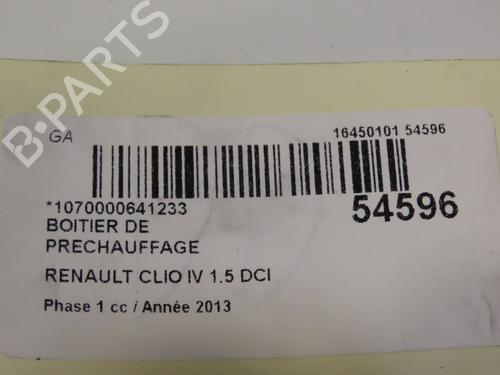 GA
16450101 54596
*1070000641233
54596
BOITIER DE
PRECHAUFFAGE
RENAULT CLIO IV 1.5 DCI
Phase 1 cc / Année 2013
B-PARTS